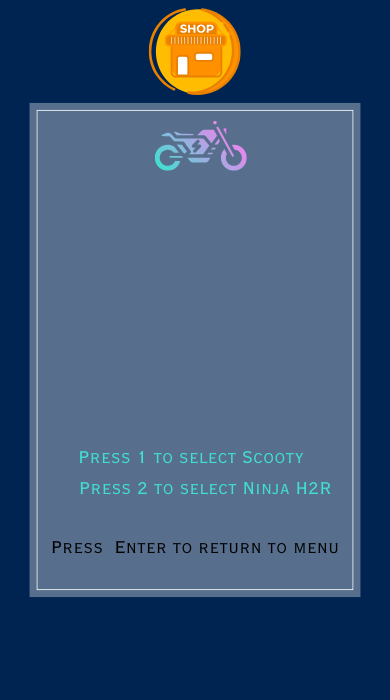 SHOP
Press 1 to select Scooty
Press 2 to select Ninja H2R
Press Enter to return to menu